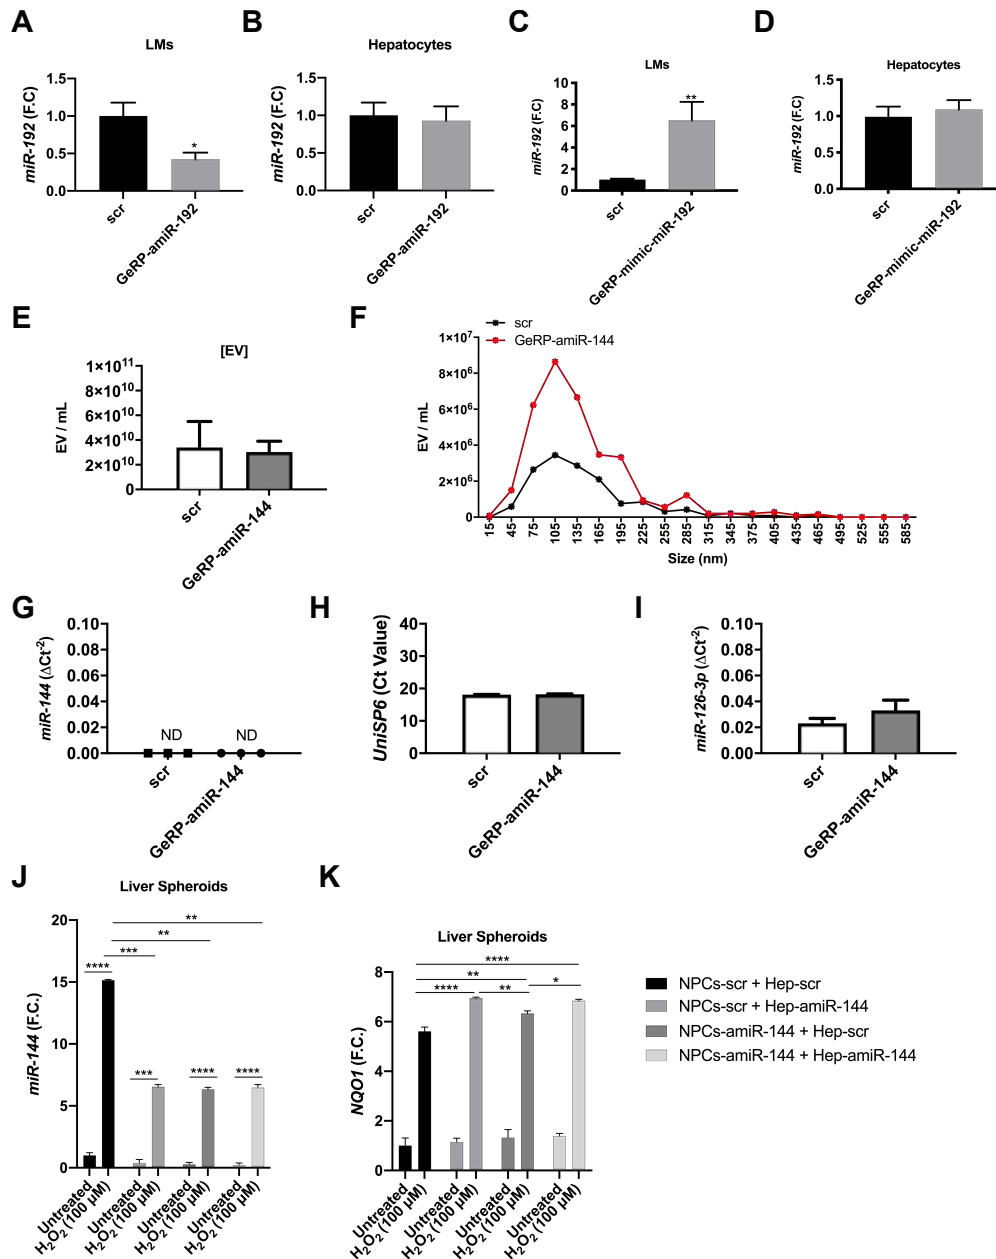 A
LMs
miR-192 (F.C)
1.5
1.0
0.5
0.0
*
scr
GeRP-amiR-192
B
Hepatocytes
miR-192 (F.C)
1.5
1.0
0.5
0.0
scr
GeRP-amiR-192
C
LMs
miR-192 (F.C)
10
8
6
4
2
0
**
scr
GeRP-mimic-miR-192
D
Hepatocytes
miR-192 (F.C)
1.5
1.0
0.5
0.0
scr
GeRP-mimic-miR-192
E
[EV]
EV / mL
1×10¹¹
8×10¹⁰
6×10¹⁰
4×10¹⁰
2×10¹⁰
0
scr
GeRP-amiR-144
F
scr
GeRP-amiR-144
EV / mL
1×10⁷
8×10⁶
6×10⁶
4×10⁶
2×10⁶
0
15 45 75 105 135 165 195 225 255 285 315 345 375 405 435 465 495 525 555 585
Size (nm)
G
miR-144 (ΔCt⁻²)
0.10
0.08
0.06
0.04
0.02
0.00
ND ND
scr
GeRP-amiR-144
H
UniSP6 (Ct Value)
40
30
20
10
0
scr
GeRP-amiR-144
I
miR-126-3p (ΔCt⁻²)
0.10
0.08
0.06
0.04
0.02
0.00
scr
GeRP-amiR-144
J
Liver Spheroids
miR-144 (F.C.)
20
15
10
5
0
**
**
***
****
*** **** ****
Untreated
H₂O₂ (100 µM)
Untreated
H₂O₂ (100 µM)
Untreated
H₂O₂ (100 µM)
Untreated
H₂O₂ (100 µM)
K
Liver Spheroids
NQO1 (F.C.)
8
6
4
2
0
****
** *
**** **
Untreated
H₂O₂ (100 µM)
Untreated
H₂O₂ (100 µM)
Untreated
H₂O₂ (100 µM)
Untreated
H₂O₂ (100 µM)
NPCs-scr + Hep-scr
NPCs-scr + Hep-amiR-144
NPCs-amiR-144 + Hep-scr
NPCs-amiR-144 + Hep-amiR-144